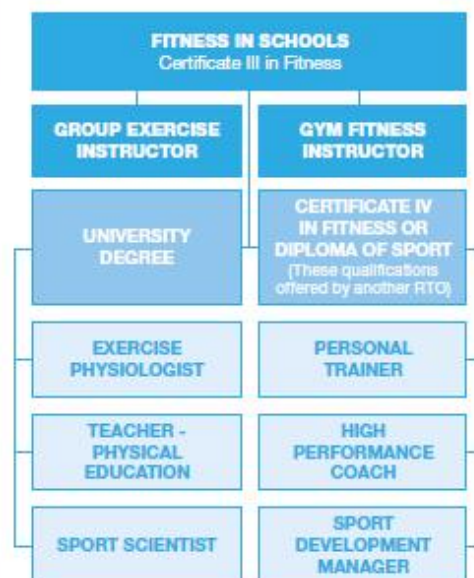 FITNESS IN SCHOOLS
Certificate III in Fitness
GROUP EXERCISE
INSTRUCTOR
GYM FITNESS
INSTRUCTOR
UNIVERSITY
DEGREE
CERTIFICATE IV
IN FITNESS OR
DIPLOMA OF SPORT
(These qualifications
offered by another RTO)
EXERCISE
PHYSIOLOGIST
PERSONAL
TRAINER
TEACHER -
PHYSICAL
EDUCATION
HIGH
PERFORMANCE
COACH
SPORT SCIENTIST
SPORT
DEVELOPMENT
MANAGER